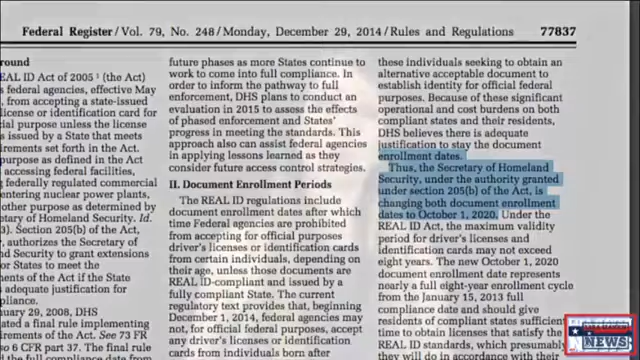 Federal Register / Vol. 79, No. 248 / Monday, December 29, 2014 / Rules and Regulations 77837
round
EAL ID Act of 2005 1 (the Act)
s federal agencies, effective May
, from accepting a state-issued
license or identification card for
cial purpose unless the license
s issued by a State that meets
irements set forth in the Act.
purpose as defined in the Act
accessing federal facilities,
g federally regulated commercial
entering nuclear power plants,
other purpose as determined by
etary of Homeland Security. Id.
3). Section 205(b) of the Act,
, authorizes the Secretary of
nd Security to grant extensions
or States to meet the
ments of the Act if the State
adequate justification for
pliance.
uary 29, 2008, DHS
ated a final rule implementing
irements of the Act. See 73 FR
so 6 CFR part 37. The final rule
d the full compliance date from
future phases as more States continue to
work to come into full compliance. In
order to inform the pathway to full
enforcement, DHS plans to conduct an
evaluation in 2015 to assess the effects
of phased enforcement and States'
progress in meeting the standards. This
approach also can assist federal agencies
in applying lessons learned as they
consider future access control strategies.
II. Document Enrollment Periods
The REAL ID regulations include
document enrollment dates after which
time Federal agencies are prohibited
from accepting for official purposes
driver's licenses or identification cards
from certain individuals, depending on
their age, unless those documents are
REAL ID-compliant and issued by a
fully compliant State. The current
regulatory text provides that, beginning
December 1, 2014, federal agencies
may not, for official purposes, accept
any driver's licenses or identification
cards from individuals born after
these individuals seeking to obtain an
alternative acceptable document to
establish identity for official federal
purposes. Because of these significant
operational and cost burdens on both
compliant states and their residents,
DHS believes there is adequate
justification to stay the document
enrollment dates.
Thus, the Secretary of Homeland
Security, under the authority granted
under section 205(b) of the Act, is
changing both document enrollment
dates to October 1, 2020. Under the
REAL ID Act, the maximum validity
period for driver's licenses and
identification cards may not exceed
eight years. The new October 1, 2020
document enrollment date represents
nearly a full eight-year enrollment cycle
from the January 15, 2013 full
compliance date and should give
residents of compliant states sufficient
time to obtain licenses that satisfy the
REAL ID standards, which presumably
they will do in accordance with their
NEWS